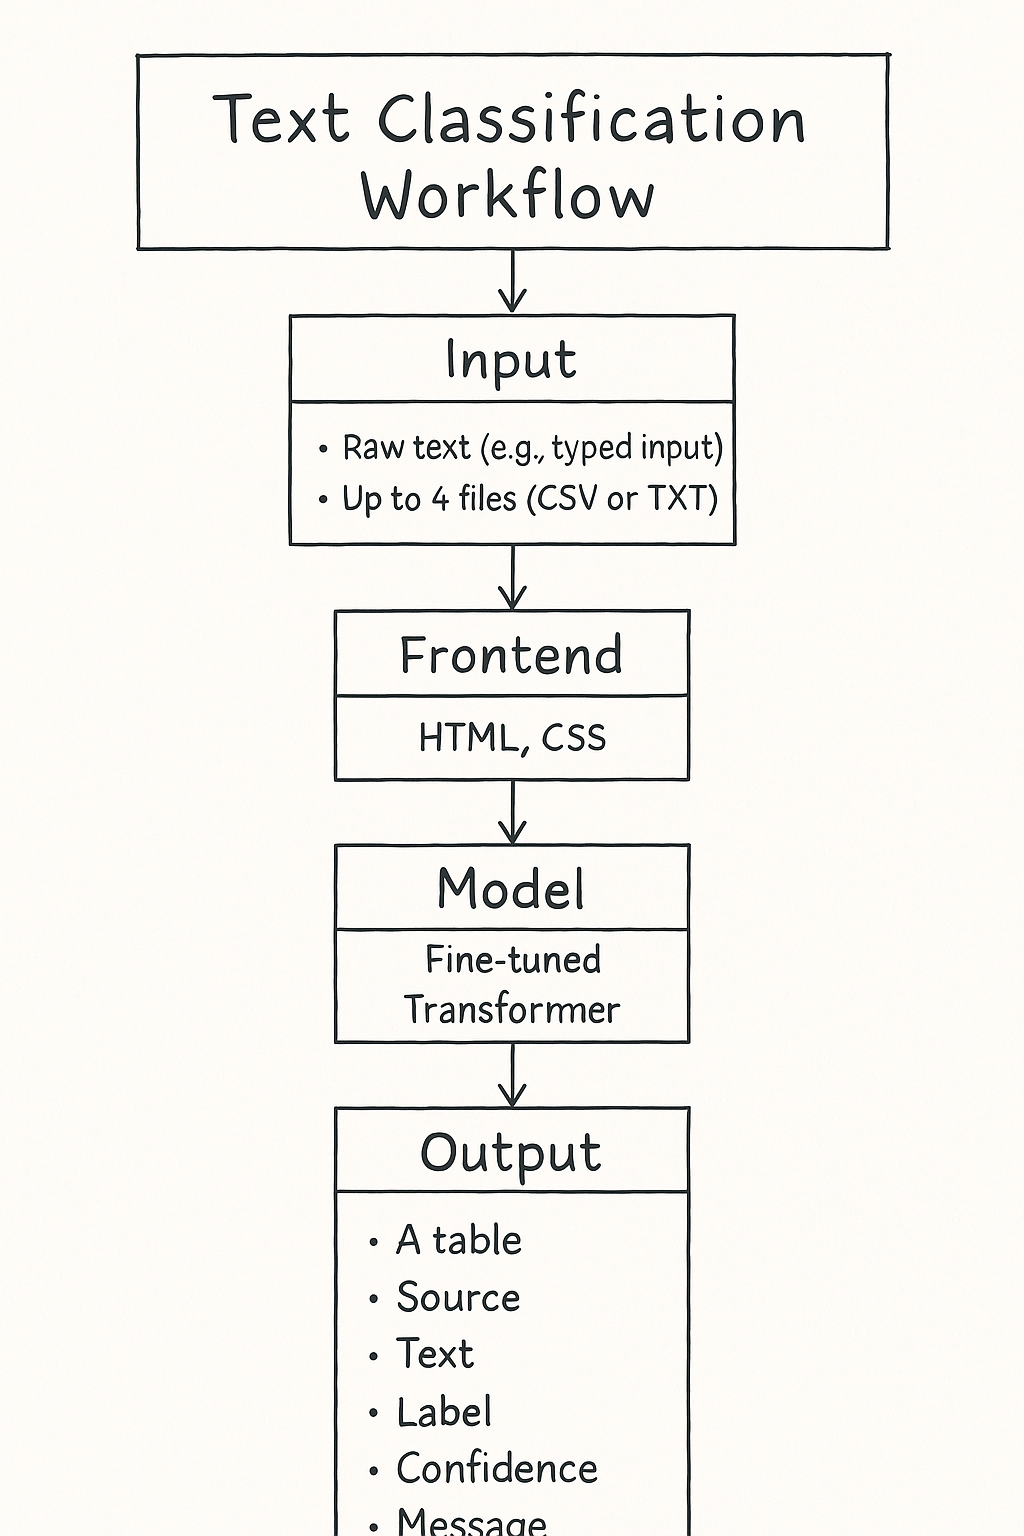 Text Classification
Workflow
Input
• Raw text (e.g., typed input)
• Up to 4 files (CSV or TXT)
Frontend
HTML, CSS
Model
Fine-tuned
Transformer
Output
• A table
• Source
• Text
• Label
• Confidence
• Message